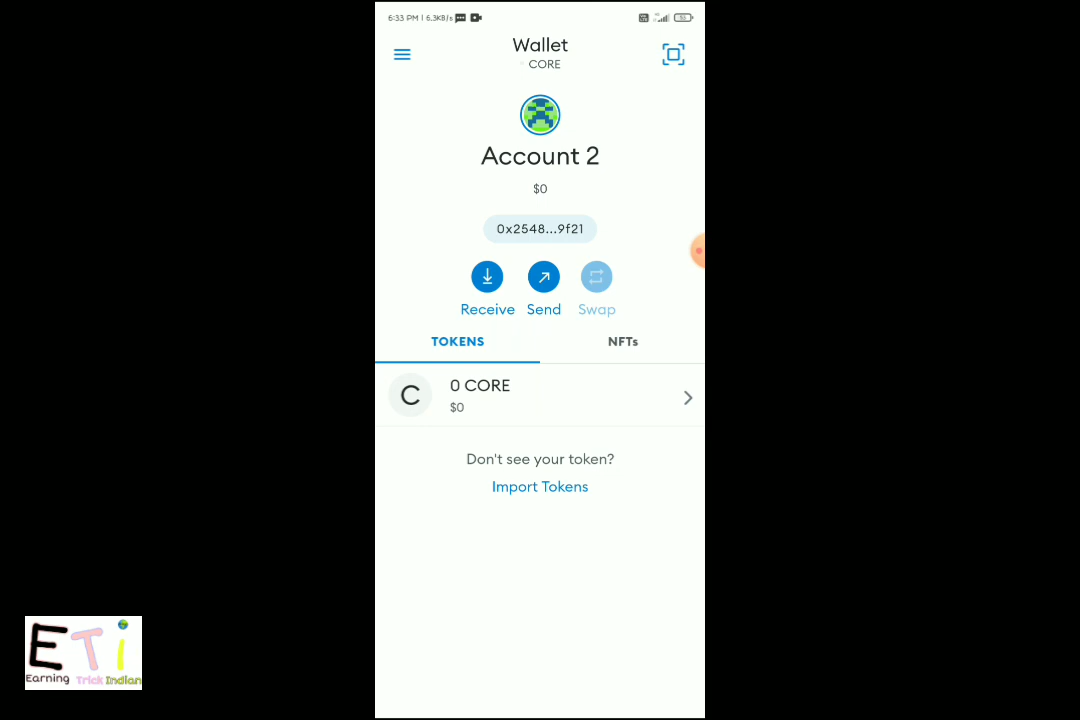 6:33 PM | 6.3KB/s
Wallet
CORE
Account 2
$0
0x2548...9f21
Receive Send Swap
TOKENS NFTs
C
0 CORE
$0
Don't see your token?
Import Tokens
ETi
Earning Trick Indian